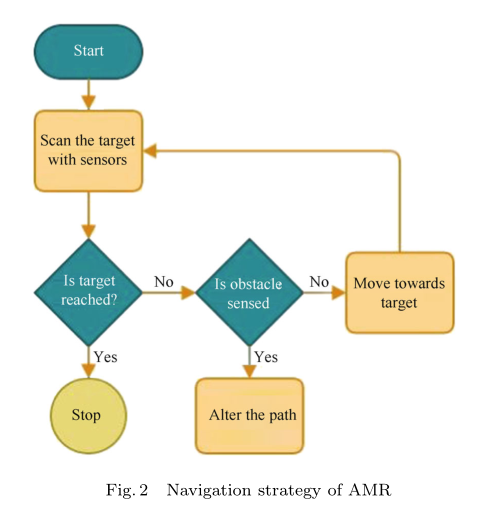 Start
Scan the target
with sensors
Is target
reached?
No
Is obstacle
sensed
No
Move towards
target
Yes
Yes
Stop
Alter the path
Fig. 2 Navigation strategy of AMR